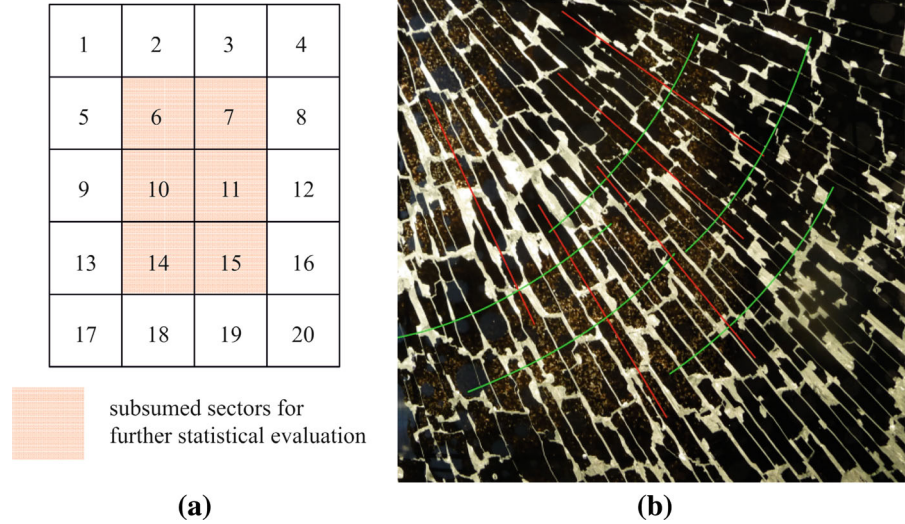 1 2 3 4
5 6 7 8
9 10 11 12
13 14 15 16
17 18 19 20
subsumed sectors for
further statistical evaluation
(a) (b)